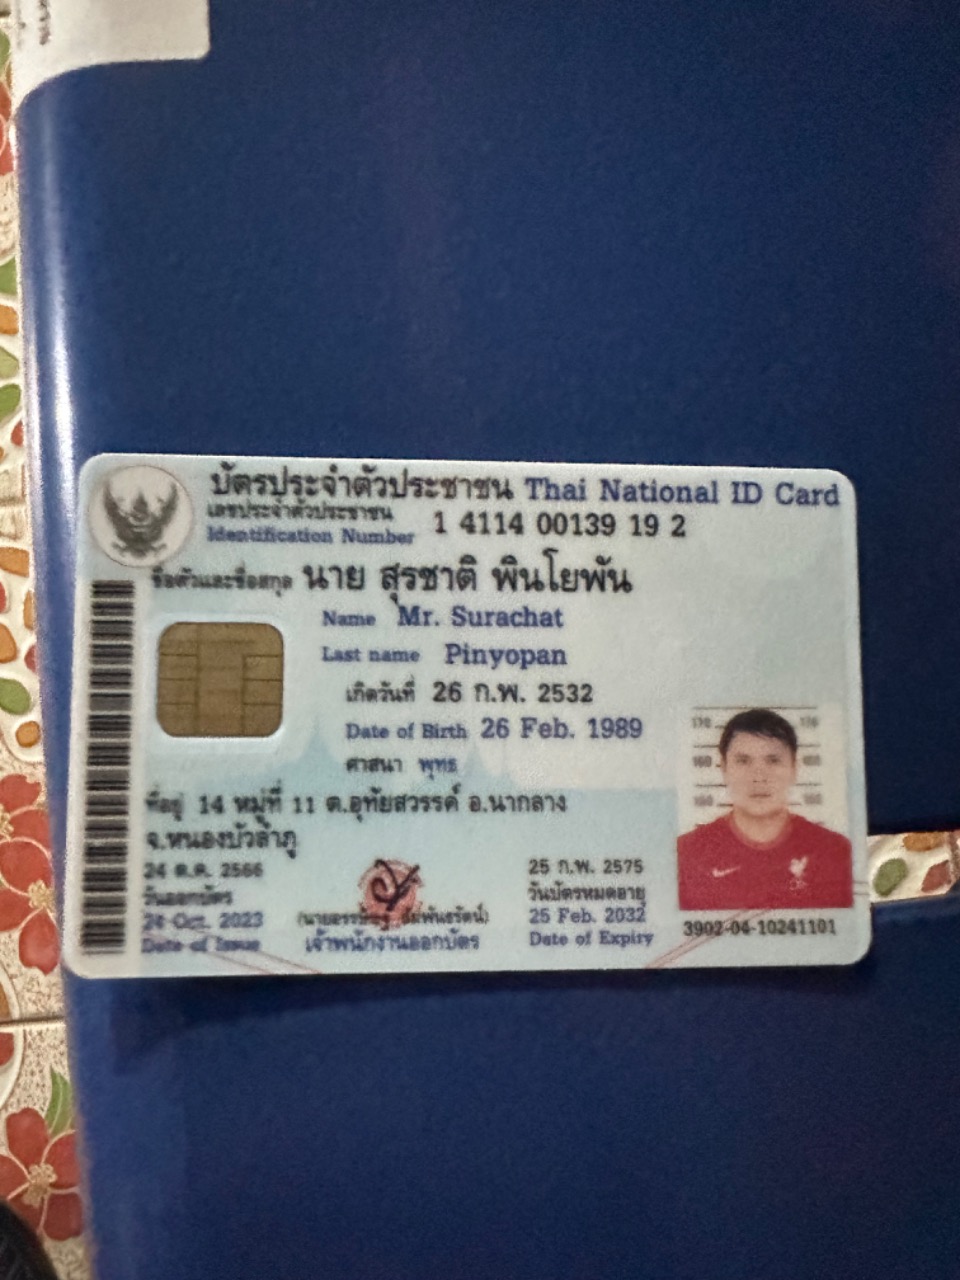 บัตรประจำตัวประชาชน Thai National ID Card
เลขประจำตัวประชาชน
Identification Number 1 4114 00139 19 2
ชื่อตัวและชื่อสกุล นาย สุรชาติ พินโยพัน
Name Mr. Surachat
Last name Pinyopan
เกิดวันที่ 26 ก.พ. 2532
Date of Birth 26 Feb. 1989
ศาสนา พุทธ
ที่อยู่ 14 หมู่ที่ 11 ต.อุทัยสวรรค์ อ.นากลาง
จ.หนองบัวลำภู
24 ต.ค. 2566
วันออกบัตร
24 Oct. 2023
Date of Issue
เจ้าพนักงานออกบัตร
25 ก.พ. 2575
วันบัตรหมดอายุ
25 Feb. 2032
Date of Expiry
3902-04-10241101